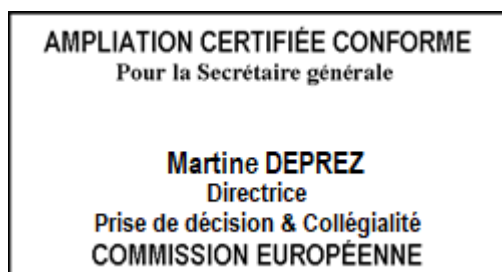 AMPLIATION CERTIFIÉE CONFORME
Pour la Secrétaire générale
Martine DEPREZ
Directrice
Prise de décision & Collégialité
COMMISSION EUROPÉENNE